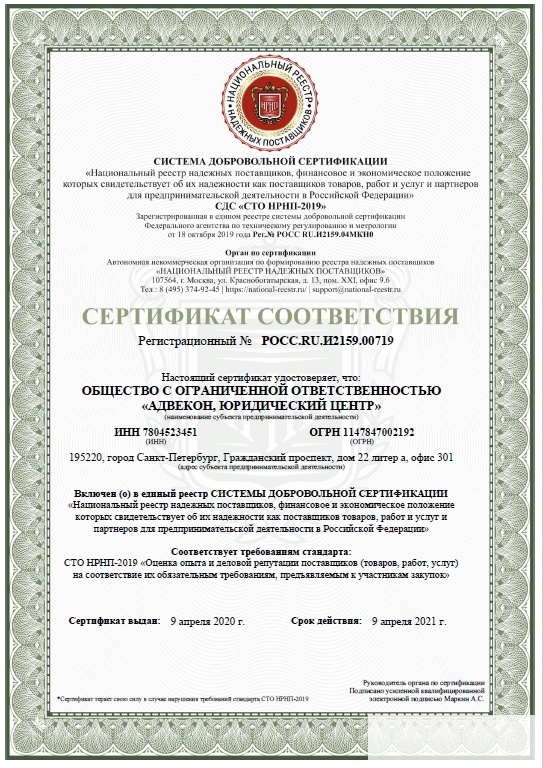 НАЦИОНАЛЬНЫЙ РЕЕСТР
НАДЕЖНЫХ ПОСТАВЩИКОВ
НРНП
СИСТЕМА ДОБРОВОЛЬНОЙ СЕРТИФИКАЦИИ
«Национальный реестр надежных поставщиков, финансовое и экономическое положение
которых свидетельствует об их надежности как поставщиков товаров, работ и услуг и партнеров
для предпринимательской деятельности в Российской Федерации»
СДС «СТО НРНП-2019»
Зарегистрированная в едином реестре системы добровольной сертификации
Федерального агентства по техническому регулированию и метрологии
от 18 октября 2019 года Рег.№ РОСС RU.И2159.04МКН0
Орган по сертификации
Автономная некоммерческая организация по формированию реестра надежных поставщиков
«НАЦИОНАЛЬНЫЙ РЕЕСТР НАДЕЖНЫХ ПОСТАВЩИКОВ»
107564, г. Москва, ул. Краснобогатырская, д. 13, пом. XXI, офис 9.6
Тел.: 8 (495) 374-92-45 | https://national-reestr.ru/ | support@national-reestr.ru
СЕРТИФИКАТ СООТВЕТСТВИЯ
Регистрационный № РОСС.RU.И2159.00719
Настоящий сертификат удостоверяет, что:
ОБЩЕСТВО С ОГРАНИЧЕННОЙ ОТВЕТСТВЕННОСТЬЮ
«АДВЕКОН, ЮРИДИЧЕСКИЙ ЦЕНТР»
(наименование субъекта предпринимательской деятельности)
ИНН 7804523451 ОГРН 1147847002192
(ИНН) (ОГРН)
195220, город Санкт-Петербург, Гражданский проспект, дом 22 литер а, офис 301
(адрес субъекта предпринимательской деятельности)
Включен (о) в единый реестр СИСТЕМЫ ДОБРОВОЛЬНОЙ СЕРТИФИКАЦИИ
«Национальный реестр надежных поставщиков, финансовое и экономическое положение
которых свидетельствует об их надежности как поставщиков товаров, работ и услуг и
партнеров для предпринимательской деятельности в Российской Федерации»
Соответствует требованиям стандарта:
СТО НРНП-2019 «Оценка опыта и деловой репутации поставщиков (товаров, работ, услуг)
на соответствие их обязательным требованиям, предъявляемым к участникам закупок»
Сертификат выдан: 9 апреля 2020 г. Срок действия: 9 апреля 2021 г.
Руководитель органа по сертификации
Подписано усиленной квалифицированной
электронной подписью Маркин А.С.
*Сертификат теряет свою силу в случае нарушения требований стандарта СТО НРНП-2019